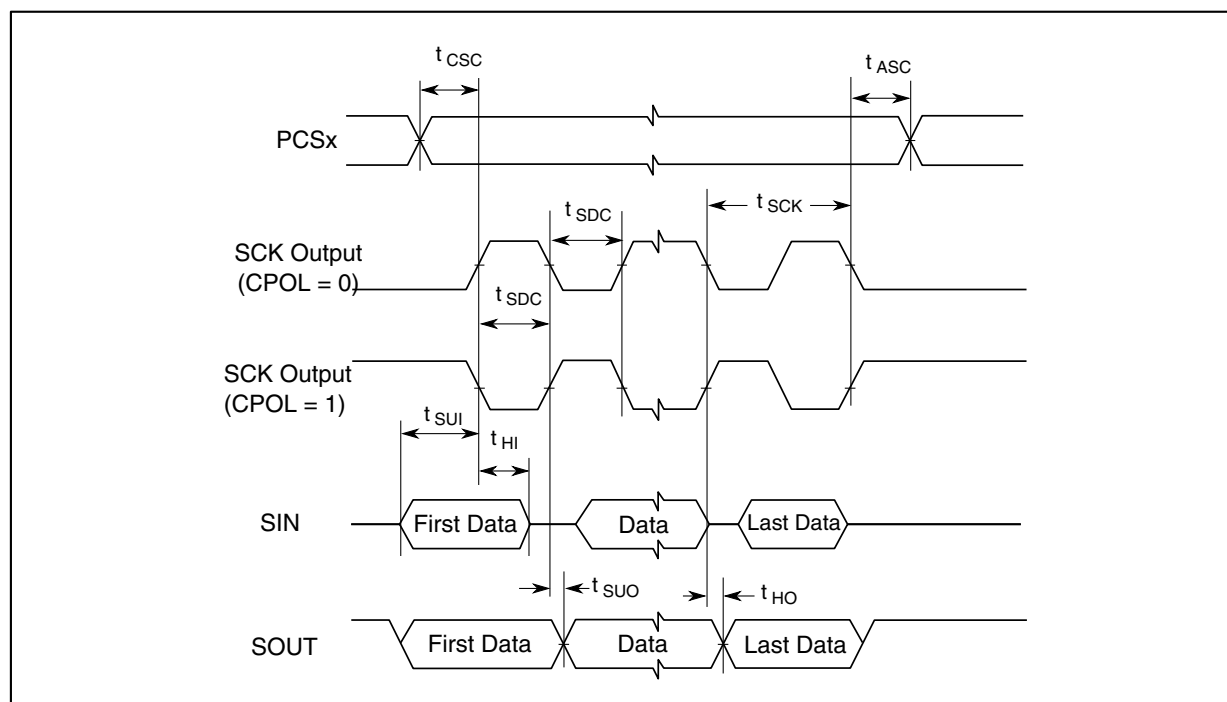 t CSC
t ASC
PCSx
t SDC
t SCK
SCK Output
(CPOL = 0)
t SDC
SCK Output
(CPOL = 1)
t SUI
t HI
SIN
First Data
Data
Last Data
t SUO
t HO
SOUT
First Data
Data
Last Data